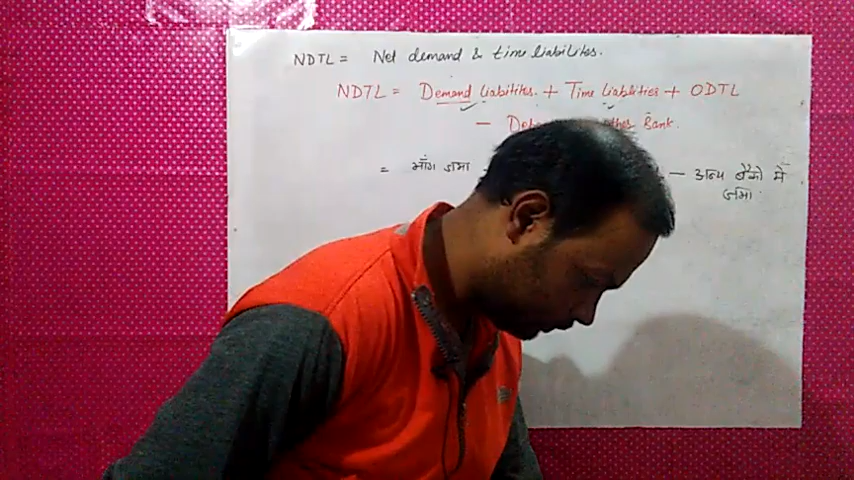 NDTL = Net demand & time liabilities.
NDTL = Demand liabilities. + Time liabilities + ODTL
— Bank.
= माँग जमा — अन्य बैंको में
जमा